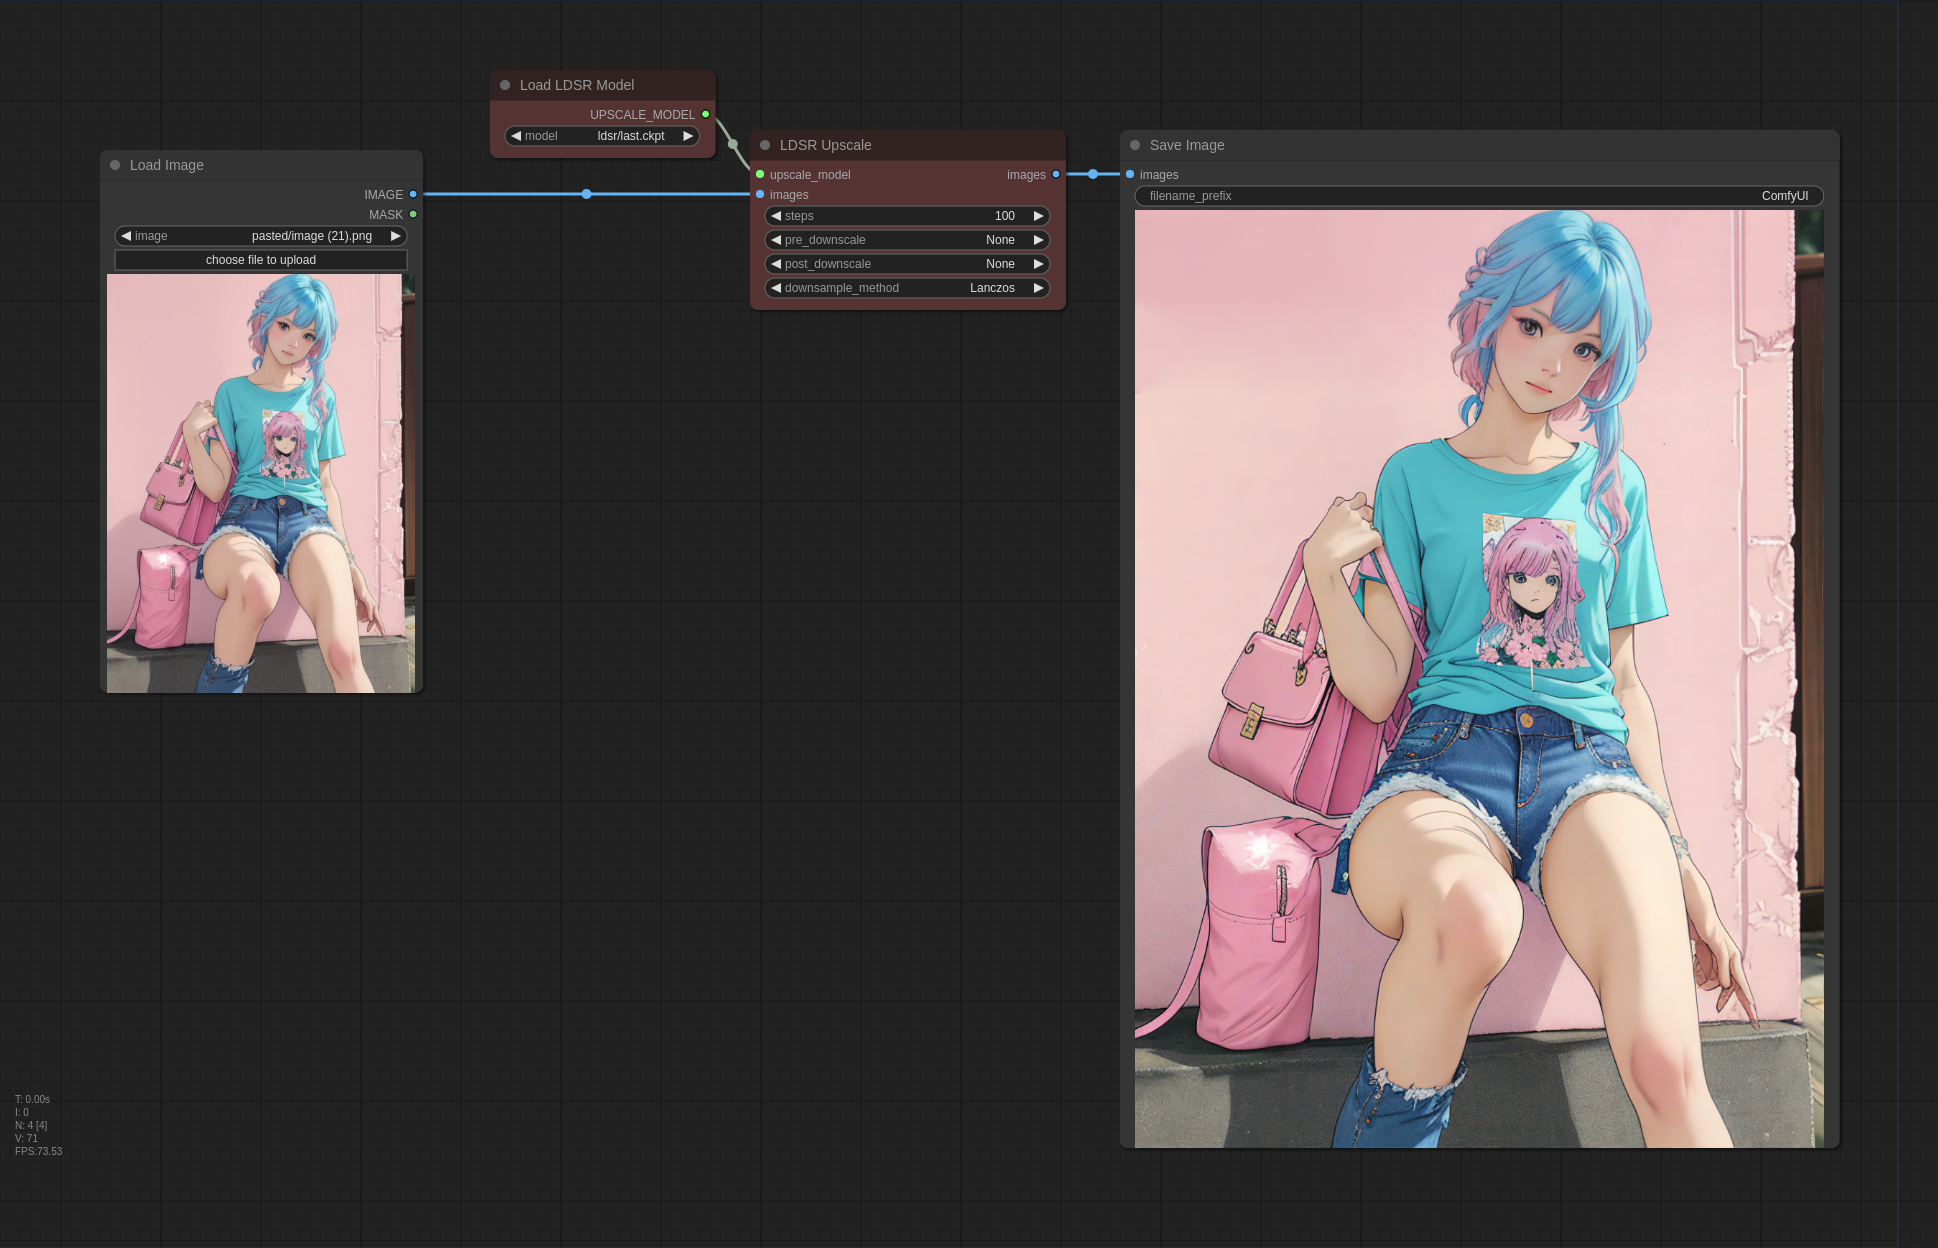 Load LDSR Model
UPSCALE_MODEL
model ldsr/last.ckpt
Load Image
IMAGE
MASK
image pasted/image (21).png
choose file to upload
LDSR Upscale
upscale_model images
images
steps 100
pre_downscale None
post_downscale None
downsample_method Lanczos
Save Image
images
filename_prefix ComfyUI
T: 0.00s
I: 0
N: 4 [4]
V: 71
FPS:73.53